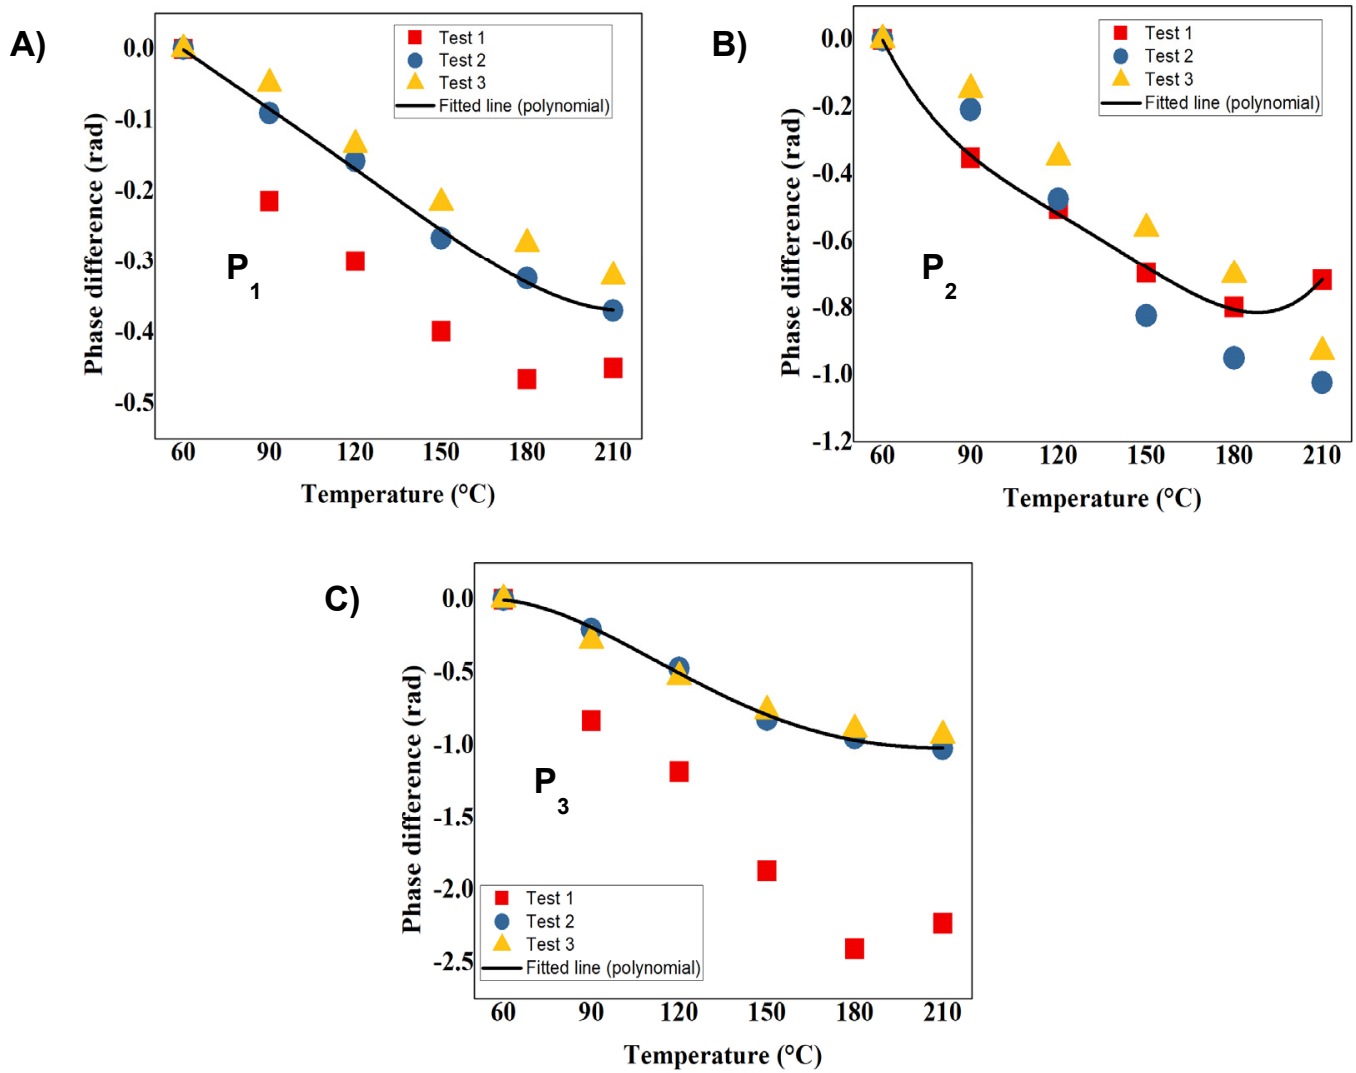 A)
0.0
-0.1
-0.2
-0.3
-0.4
-0.5
Phase difference (rad)
Test 1
Test 2
Test 3
Fitted line (polynomial)
P1
60 90 120 150 180 210
Temperature (°C)
B)
0.0
-0.2
-0.4
-0.6
-0.8
-1.0
-1.2
Phase difference (rad)
Test 1
Test 2
Test 3
Fitted line (polynomial)
P2
60 90 120 150 180 210
Temperature (°C)
C)
0.0
-0.5
-1.0
-1.5
-2.0
-2.5
Phase difference (rad)
P3
Test 1
Test 2
Test 3
Fitted line (polynomial)
60 90 120 150 180 210
Temperature (°C)